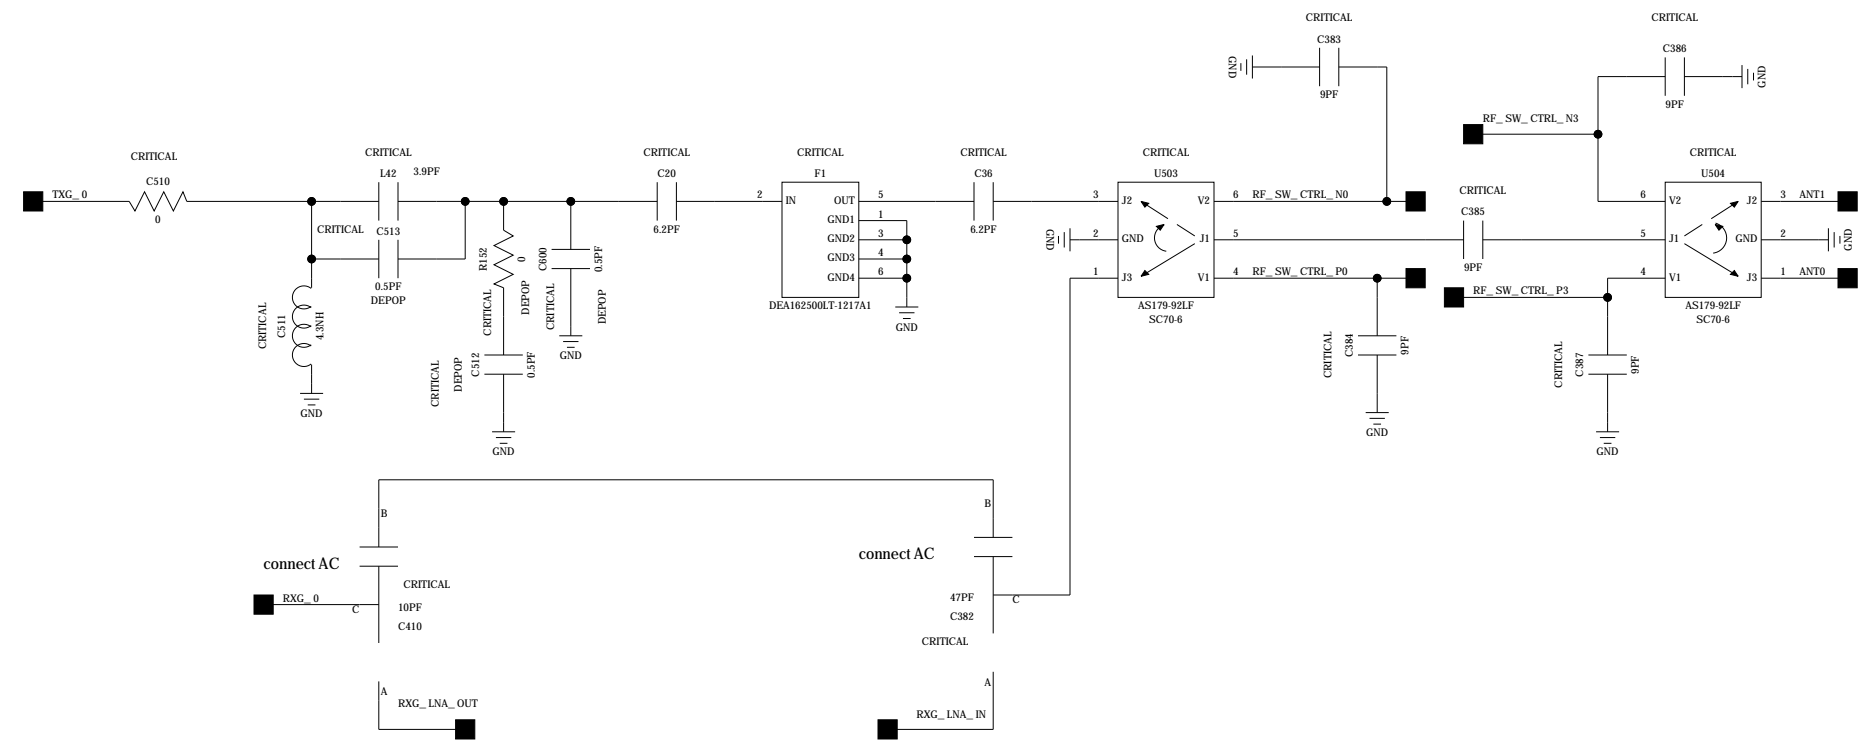 CRITICAL
C383
GND
9PF
CRITICAL
C386
GND
9PF
RF_SW_CTRL_N3
TXG_0
CRITICAL
C510
0
CRITICAL
L42
3.9PF
CRITICAL
C513
0.5PF
DEPOP
CRITICAL
C511
4.3NH
GND
R152
0
CRITICAL
DEPOP
CRITICAL
DEPOP
C512
0.5PF
GND
C600
0.5PF
CRITICAL
DEPOP
GND
CRITICAL
C20
6.2PF
CRITICAL
F1
2
IN
OUT
5
GND1
1
GND2
3
GND3
4
GND4
6
DEA162500LT-1217A1
GND
CRITICAL
C36
6.2PF
CRITICAL
U503
3
J2
V2
6
RF_SW_CTRL_N0
GND
2
GND
J1
5
1
J3
V1
4
RF_SW_CTRL_P0
AS179-92LF
SC70-6
CRITICAL
C384
9PF
GND
CRITICAL
C385
9PF
CRITICAL
U504
6
V2
J2
3
ANT1
5
J1
GND
2
GND
4
V1
J3
1
ANT0
RF_SW_CTRL_P3
AS179-92LF
SC70-6
CRITICAL
C387
9PF
GND
B
connect AC
CRITICAL
RXG_0
C
10PF
C410
A
RXG_LNA_OUT
B
connect AC
47PF
C
C382
CRITICAL
A
RXG_LNA_IN